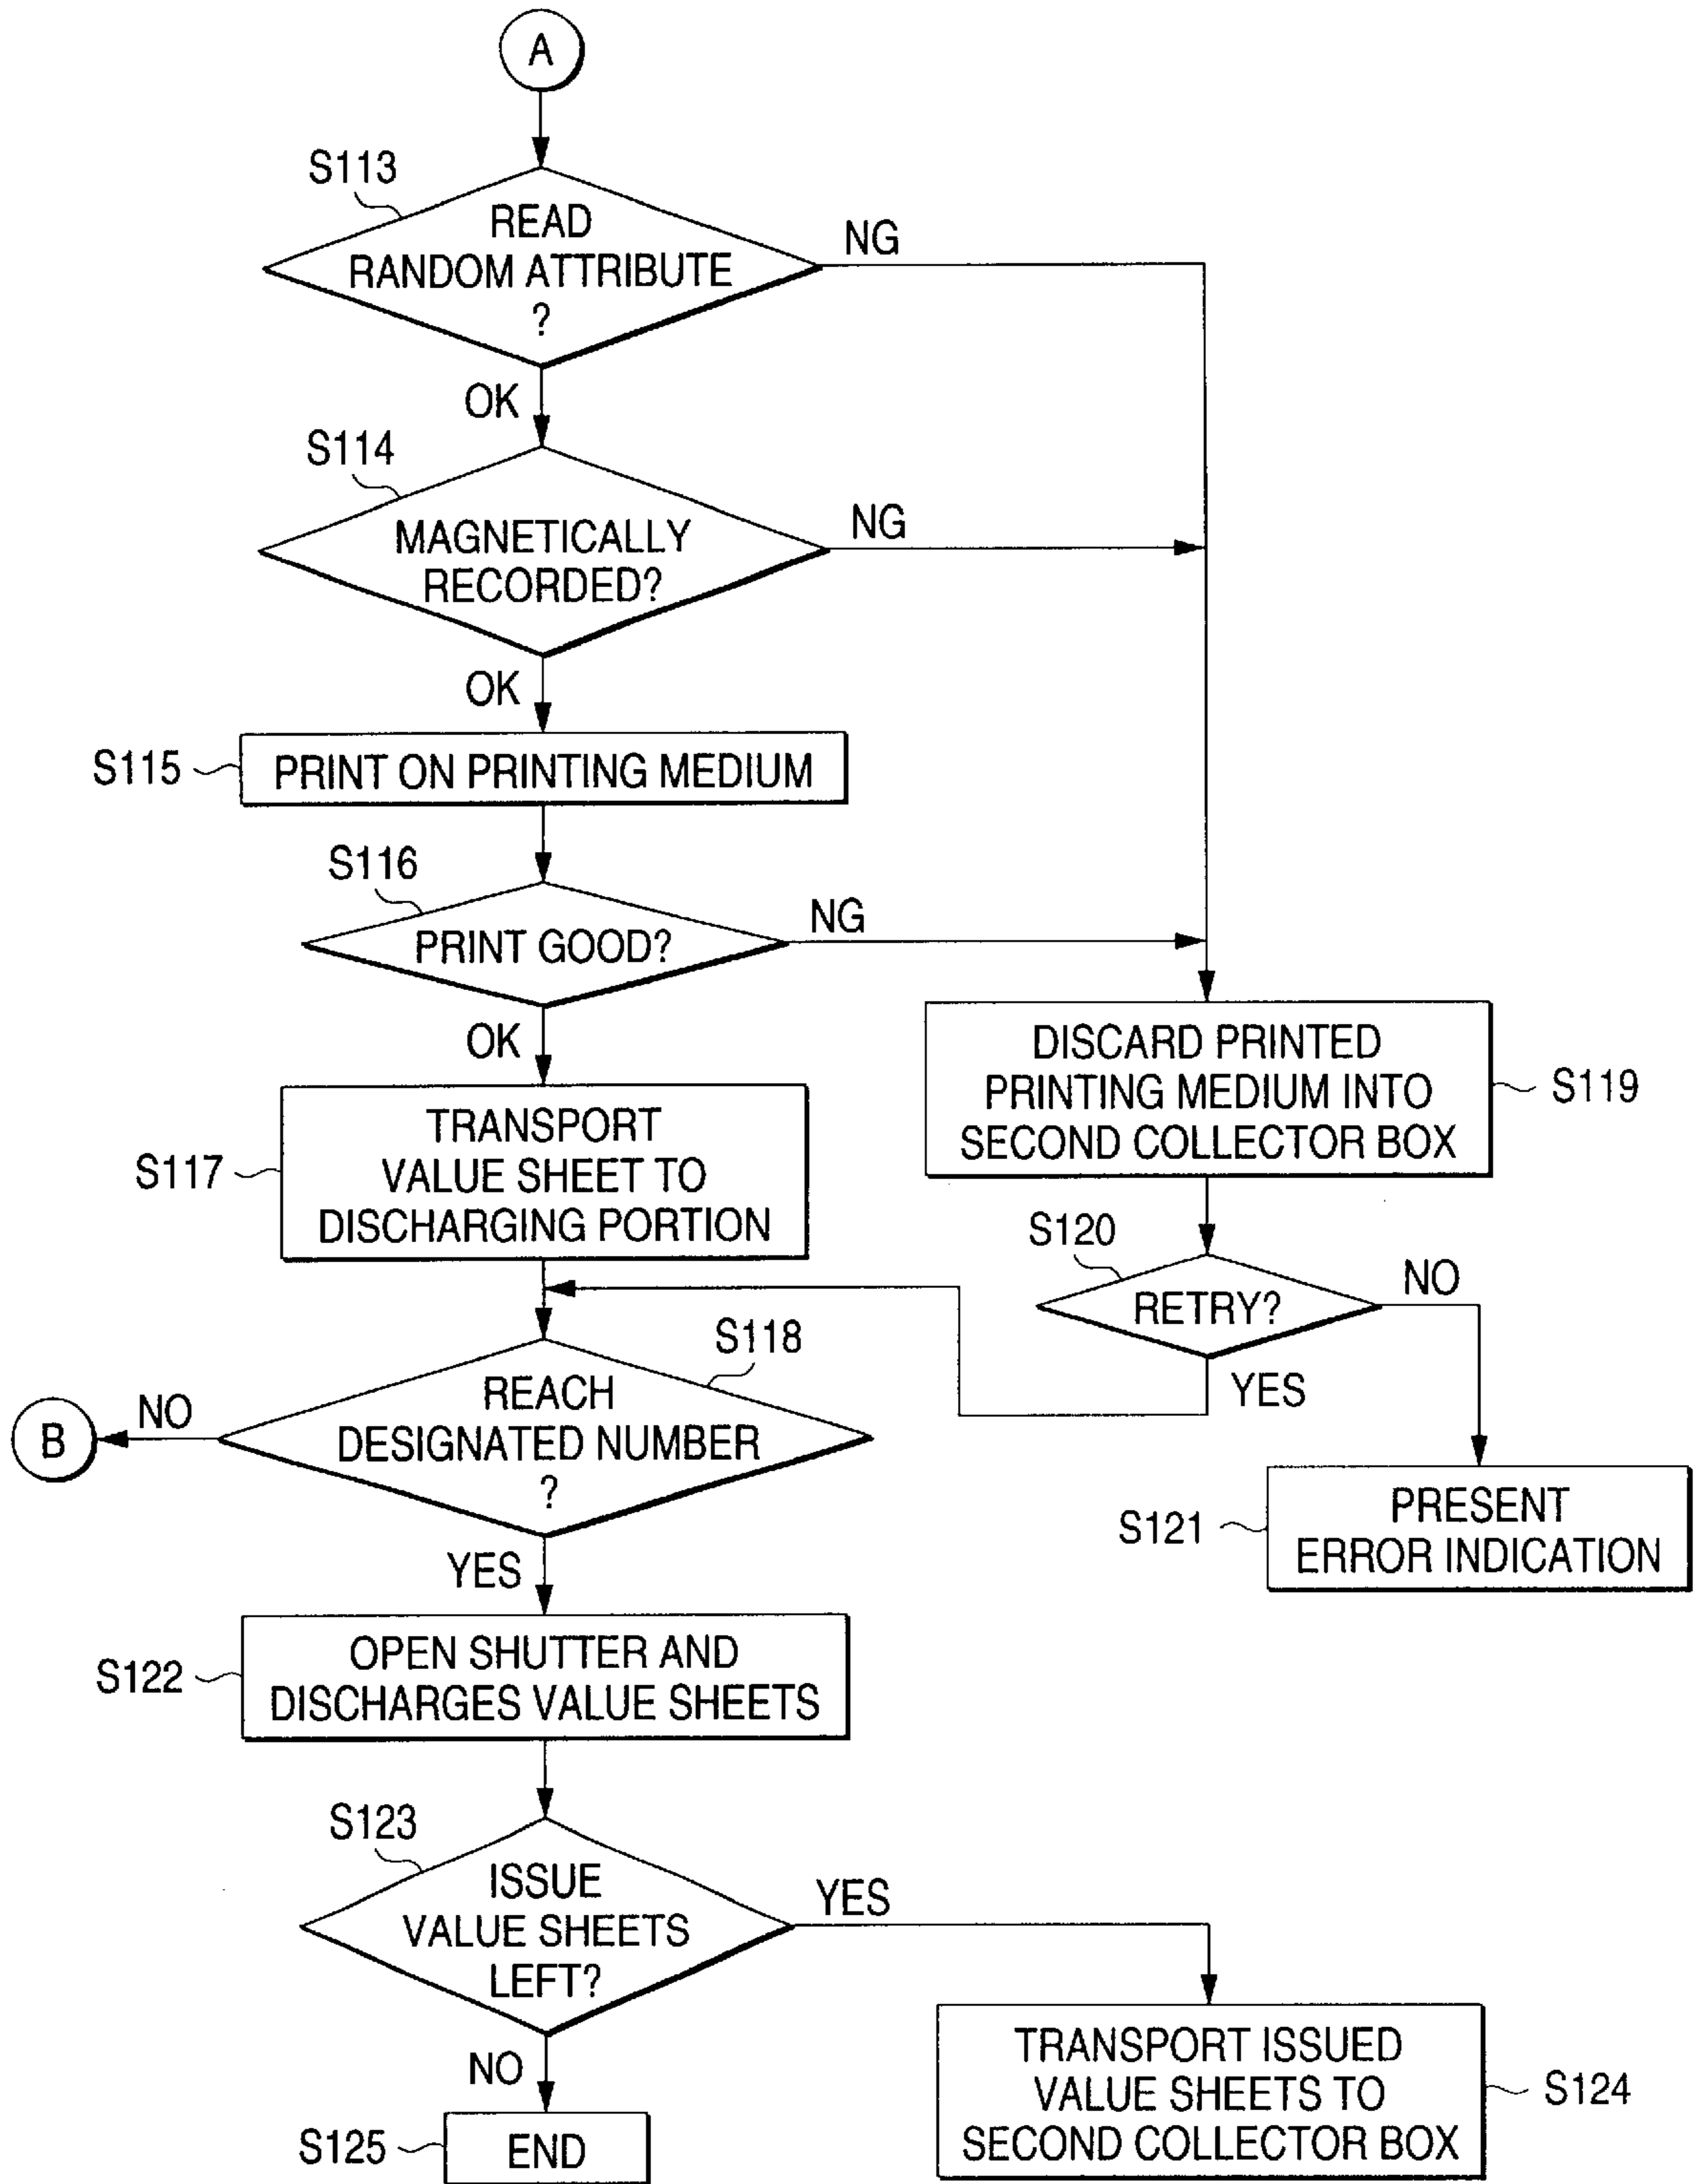 A
S113
READ
RANDOM ATTRIBUTE
?
NG
OK
S114
MAGNETICALLY
RECORDED?
NG
OK
S115
PRINT ON PRINTING MEDIUM
S116
PRINT GOOD?
NG
OK
DISCARD PRINTED
PRINTING MEDIUM INTO
SECOND COLLECTOR BOX
S119
S117
TRANSPORT
VALUE SHEET TO
DISCHARGING PORTION
S120
RETRY?
NO
YES
S118
REACH
DESIGNATED NUMBER
?
NO
B
S121
PRESENT
ERROR INDICATION
YES
S122
OPEN SHUTTER AND
DISCHARGES VALUE SHEETS
S123
ISSUE
VALUE SHEETS
LEFT?
YES
TRANSPORT ISSUED
VALUE SHEETS TO
SECOND COLLECTOR BOX
S124
NO
S125
END